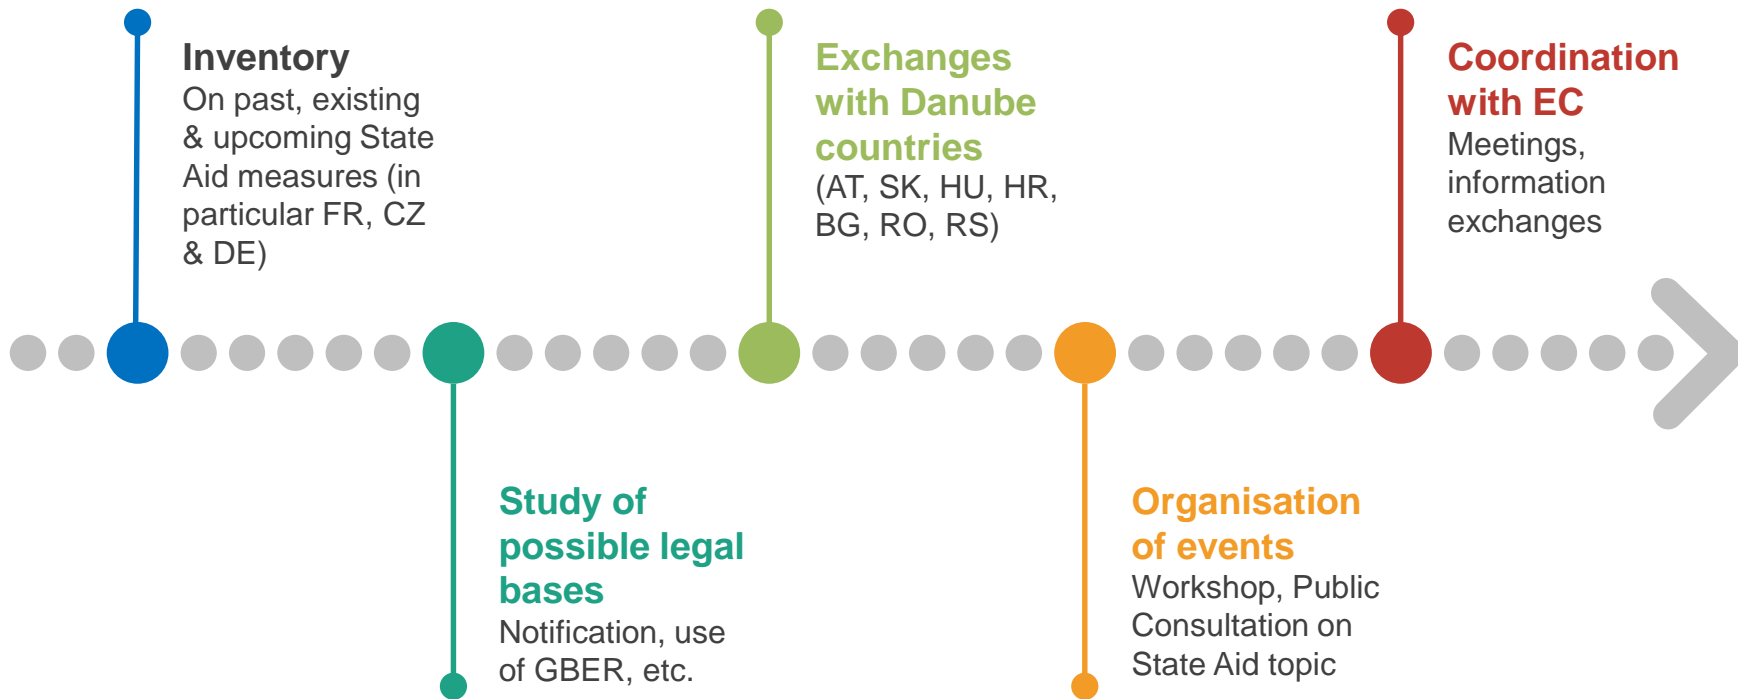 Inventory
On past, existing
& upcoming State
Aid measures (in
particular FR, CZ
& DE)
Study of
possible legal
bases
Notification, use
of GBER, etc.
Exchanges
with Danube
countries
(AT, SK, HU, HR,
BG, RO, RS)
Organisation
of events
Workshop, Public
Consultation on
State Aid topic
Coordination
with EC
Meetings,
information
exchanges